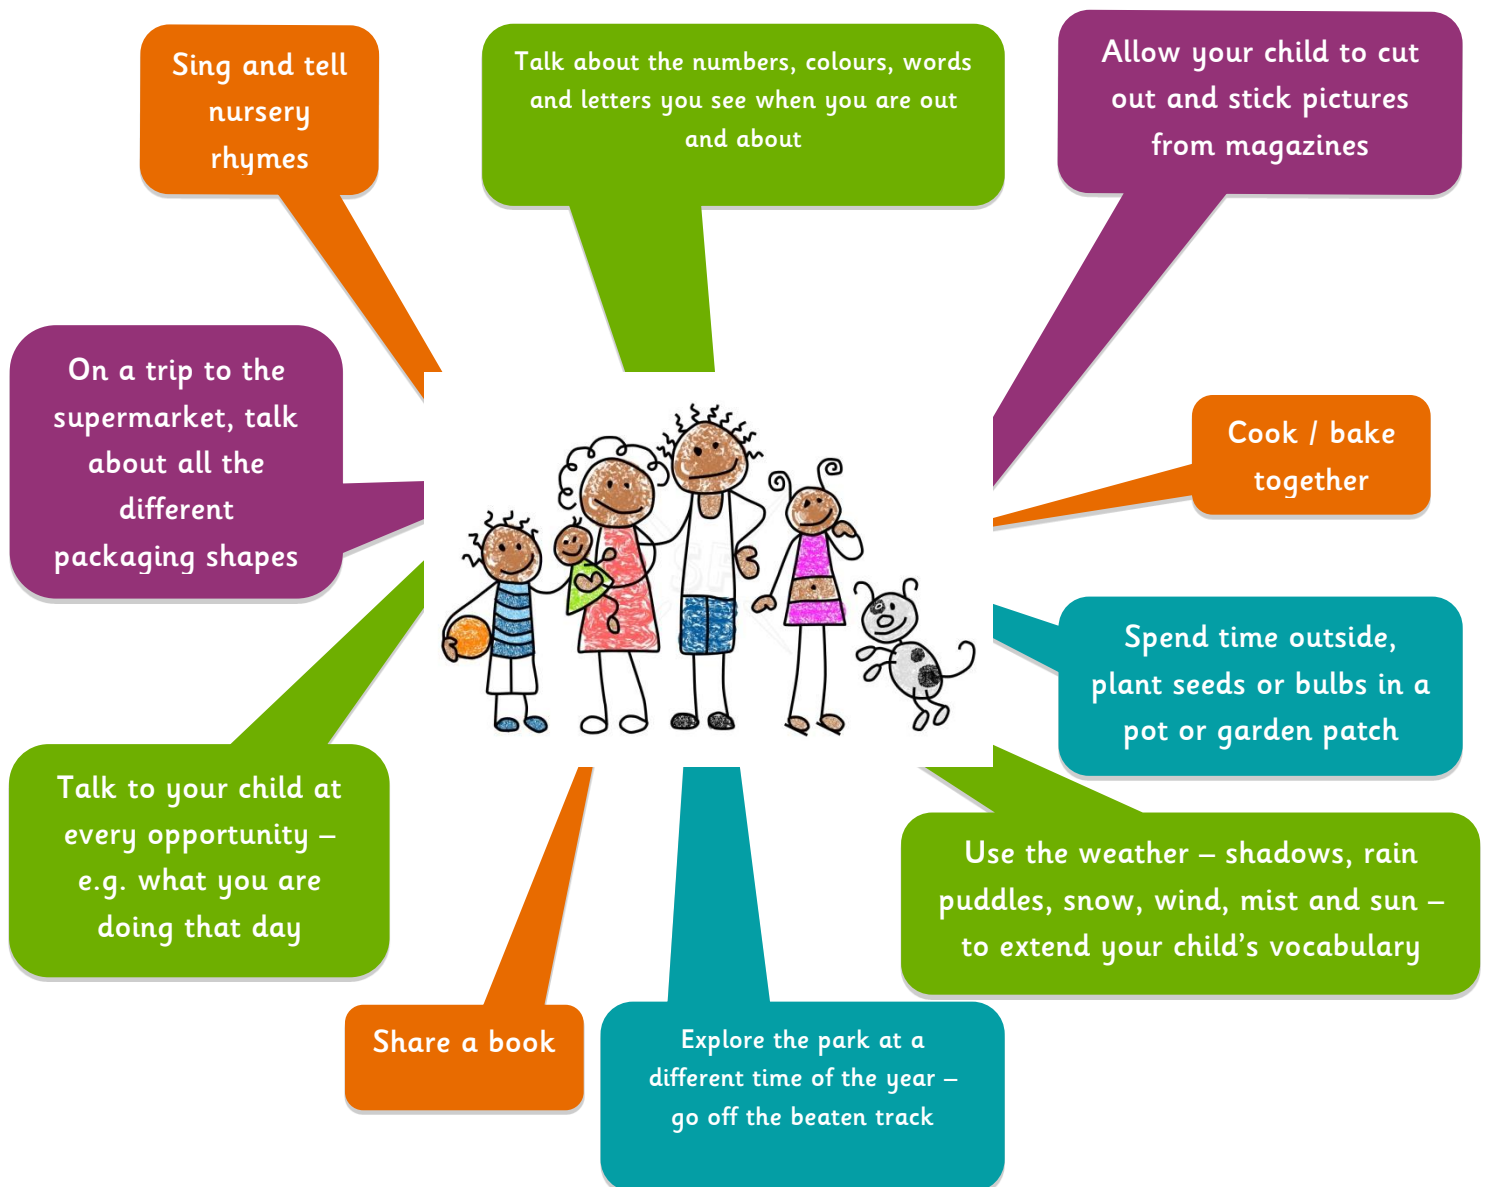 Sing and tell
nursery
rhymes
Talk about the numbers, colours, words
and letters you see when you are out
and about
Allow your child to cut
out and stick pictures
from magazines
On a trip to the
supermarket, talk
about all the
different
packaging shapes
Cook / bake
together
Spend time outside,
plant seeds or bulbs in a
pot or garden patch
Talk to your child at
every opportunity –
e.g. what you are
doing that day
Use the weather – shadows, rain
puddles, snow, wind, mist and sun –
to extend your child’s vocabulary
Share a book
Explore the park at a
different time of the year –
go off the beaten track